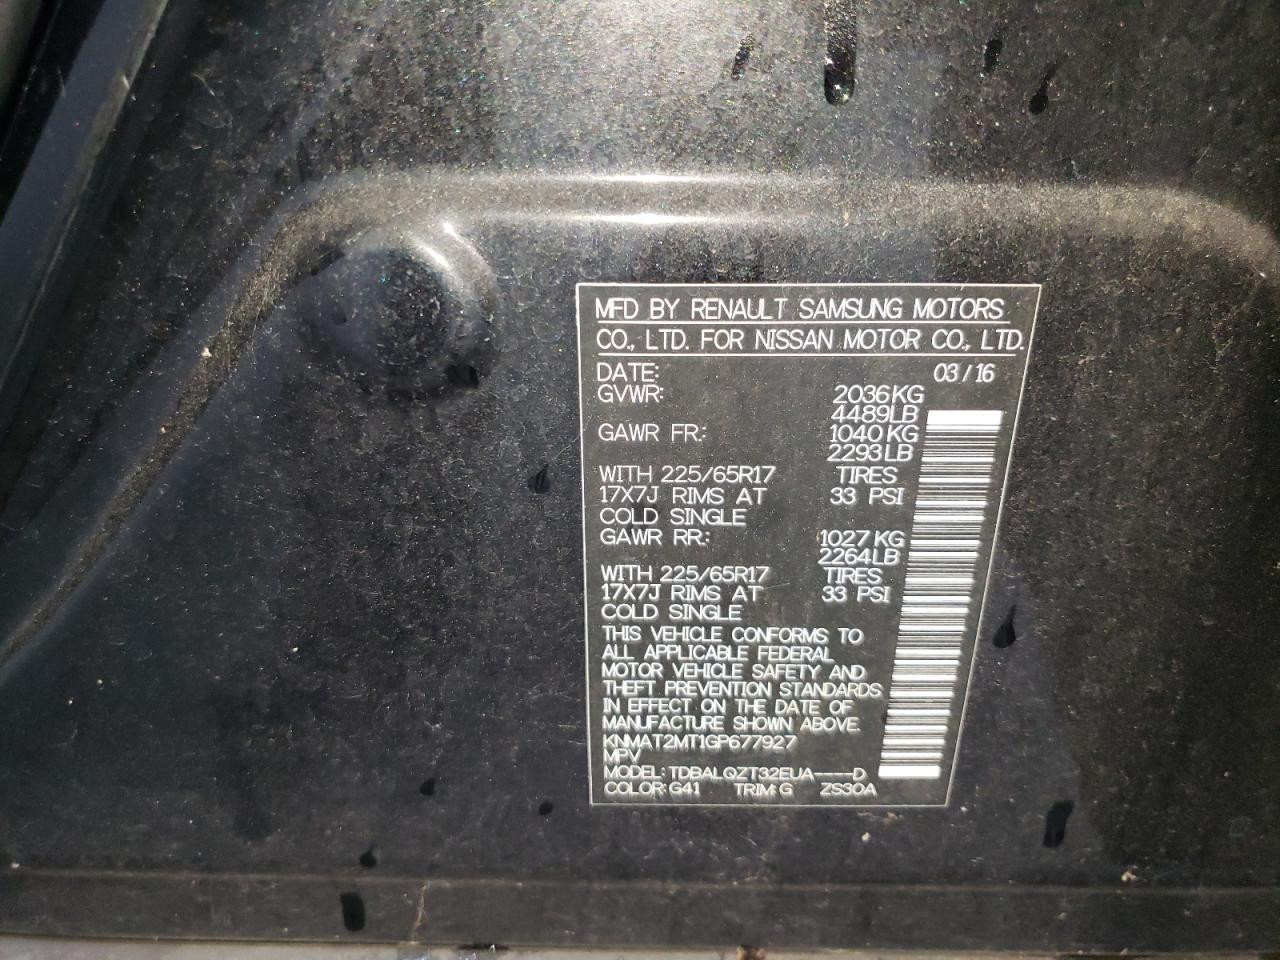 MFD BY RENAULT SAMSUNG MOTORS
CO., LTD. FOR NISSAN MOTOR CO., LTD.
DATE: 03/16
GVWR: 2036KG
4489LB
GAWR FR: 1040KG
2293LB
WITH 225/65R17 TIRES
17X7J RIMS AT 33 PSI
COLD SINGLE
GAWR RR: 1027KG
2264LB
WITH 225/65R17 TIRES
17X7J RIMS AT 33 PSI
COLD SINGLE
THIS VEHICLE CONFORMS TO
ALL APPLICABLE FEDERAL
MOTOR VEHICLE SAFETY AND
THEFT PREVENTION STANDARDS
IN EFFECT ON THE DATE OF
MANUFACTURE SHOWN ABOVE.
KNMAT2MT1GP677927
MPV
MODEL: TDBALQZT32EUA----D
COLOR: G41 TRIM: G ZS30A